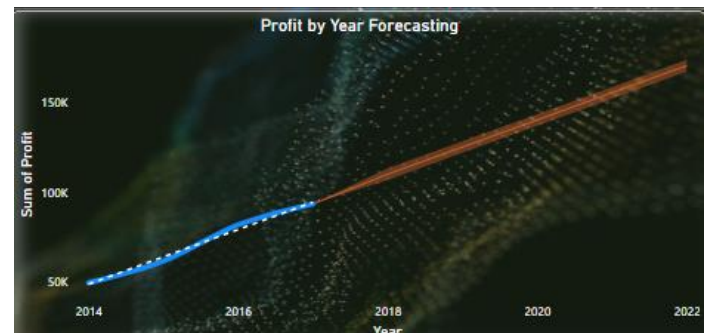 Profit by Year Forecasting
150K
100K
50K
Sum of Profit
2014 2016 2018 2020 2022
Year